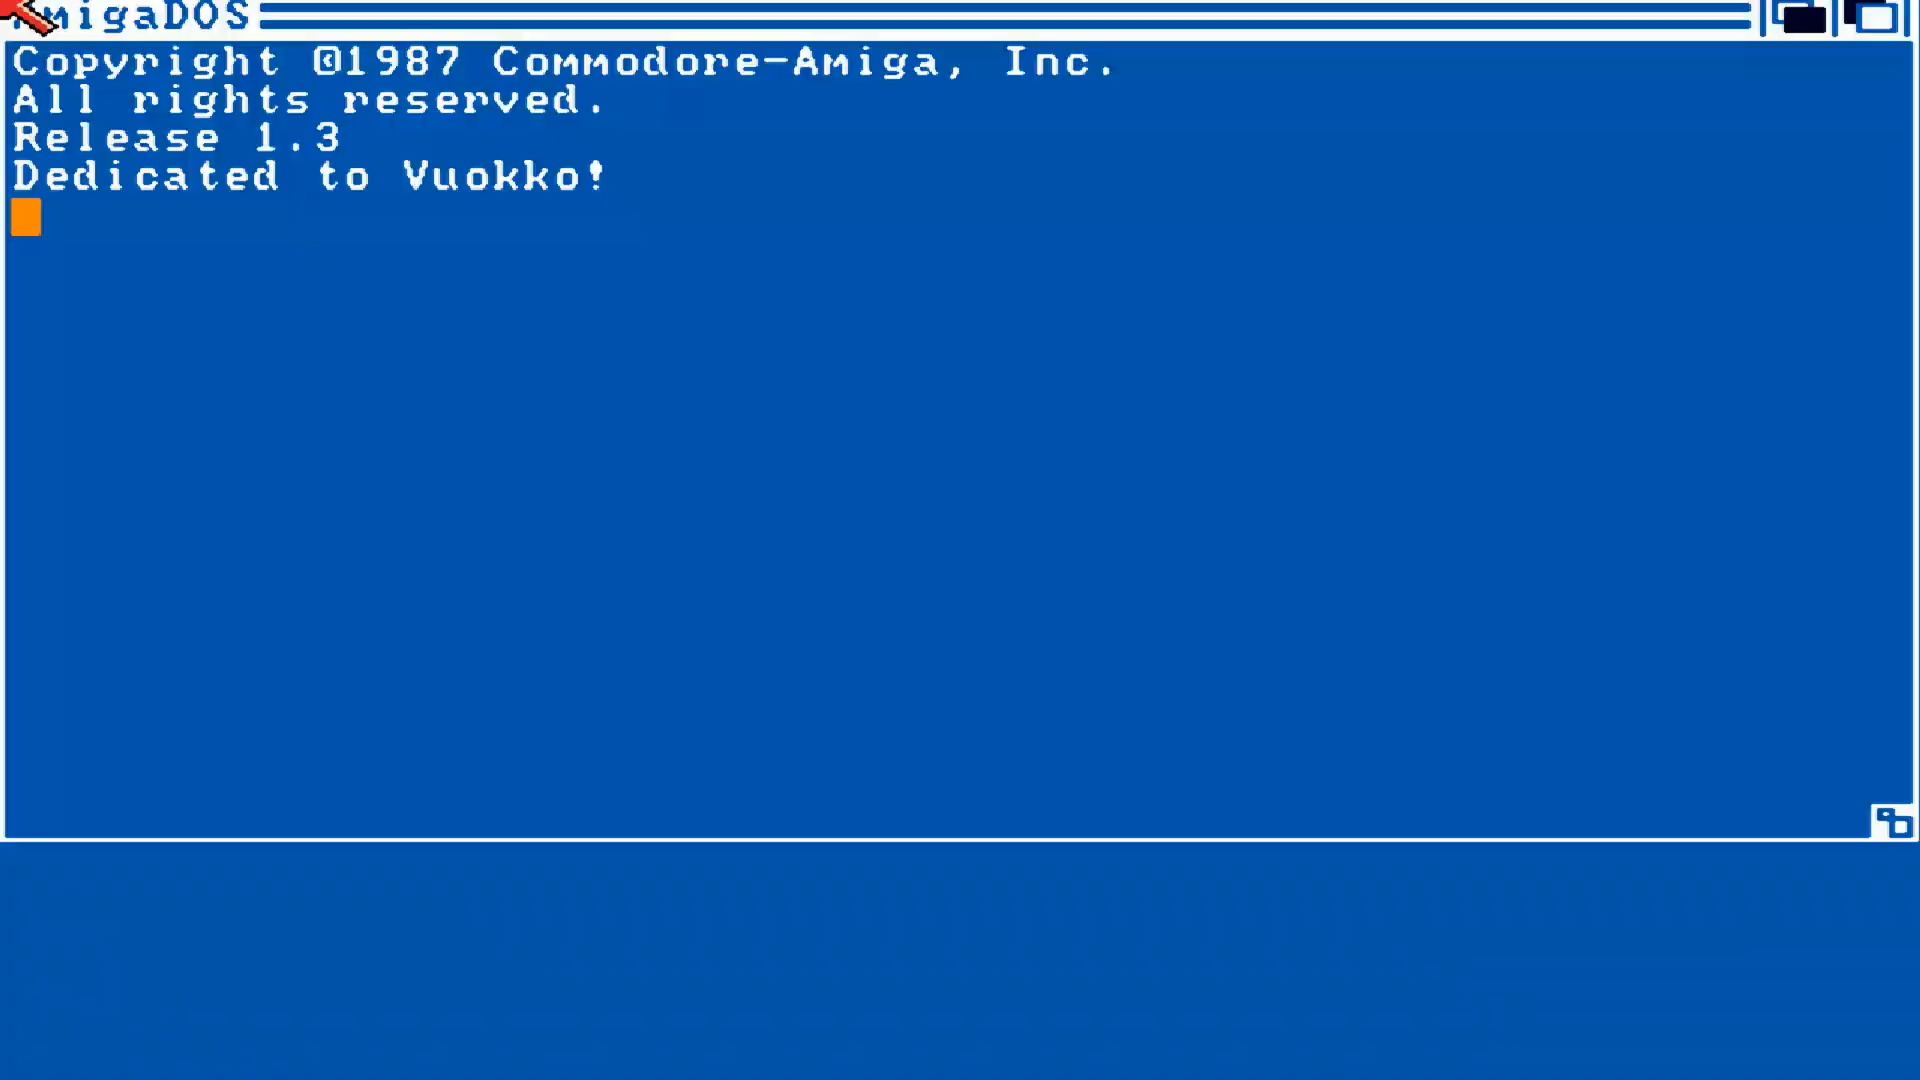 AmigaDOS
Copyright ©1987 Commodore-Amiga, Inc.
All rights reserved.
Release 1.3
Dedicated to Vuokko!